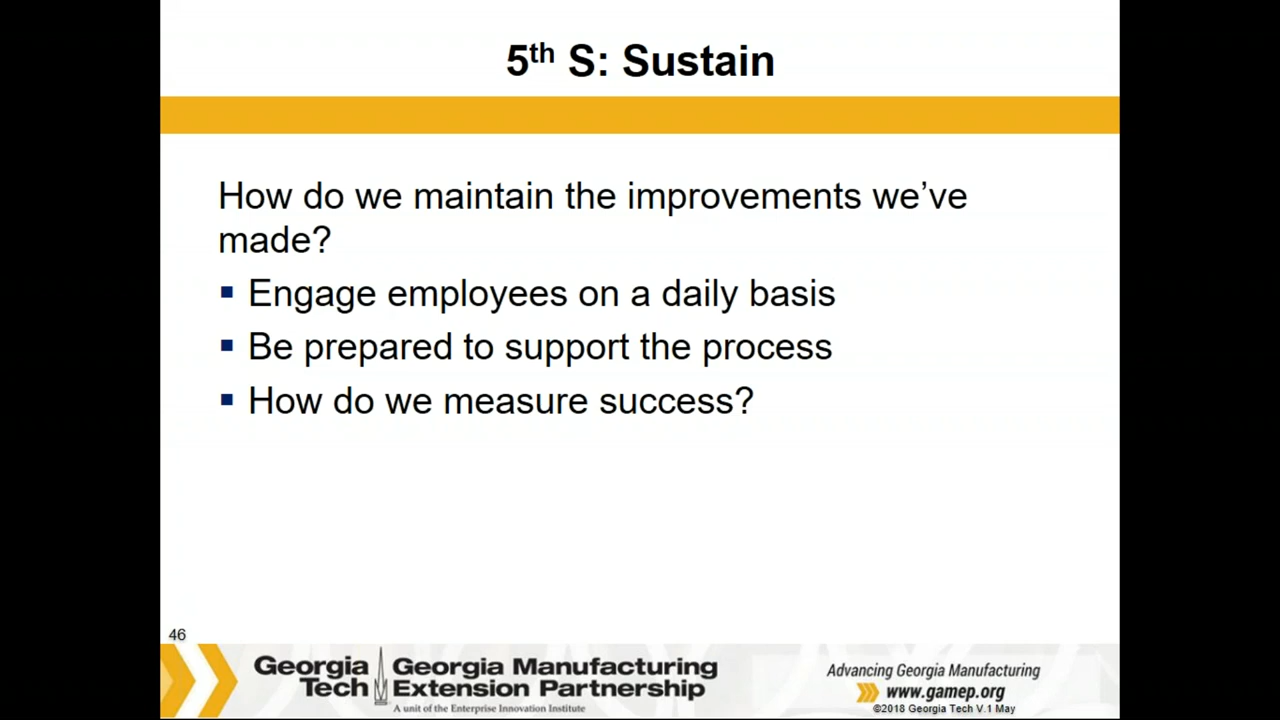 5th S: Sustain
How do we maintain the improvements we’ve
made?
▪ Engage employees on a daily basis
▪ Be prepared to support the process
▪ How do we measure success?
46
Georgia Tech
Georgia Manufacturing
Extension Partnership
A unit of the Enterprise Innovation Institute
Advancing Georgia Manufacturing
www.gamep.org
©2018 Georgia Tech V.1 May